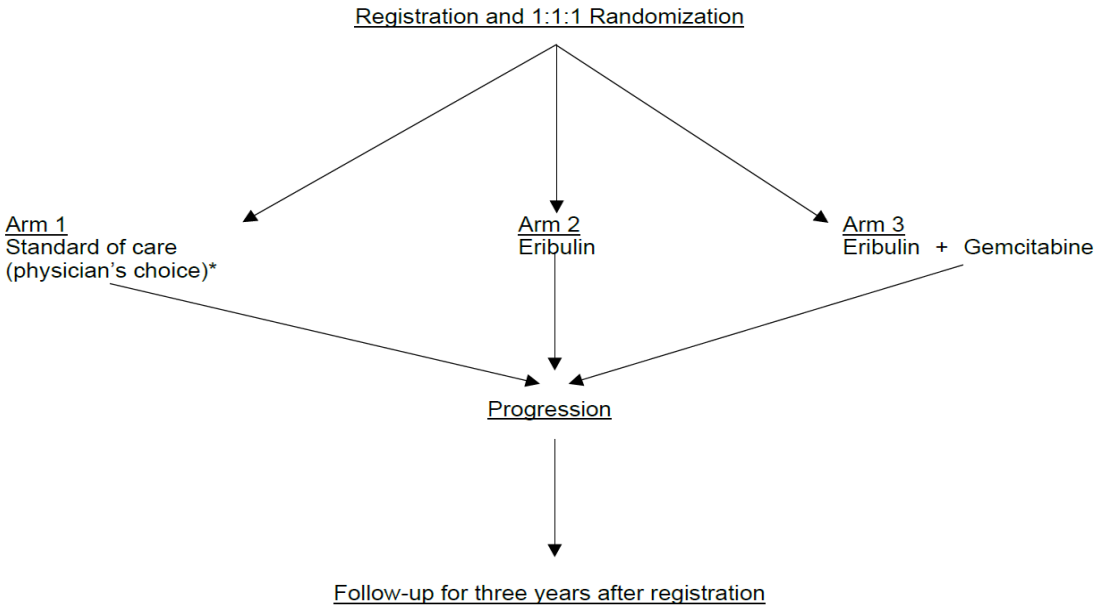 Registration and 1:1:1 Randomization
Arm 1
Standard of care
(physician's choice)*
Arm 2
Eribulin
Arm 3
Eribulin + Gemcitabine
Progression
Follow-up for three years after registration